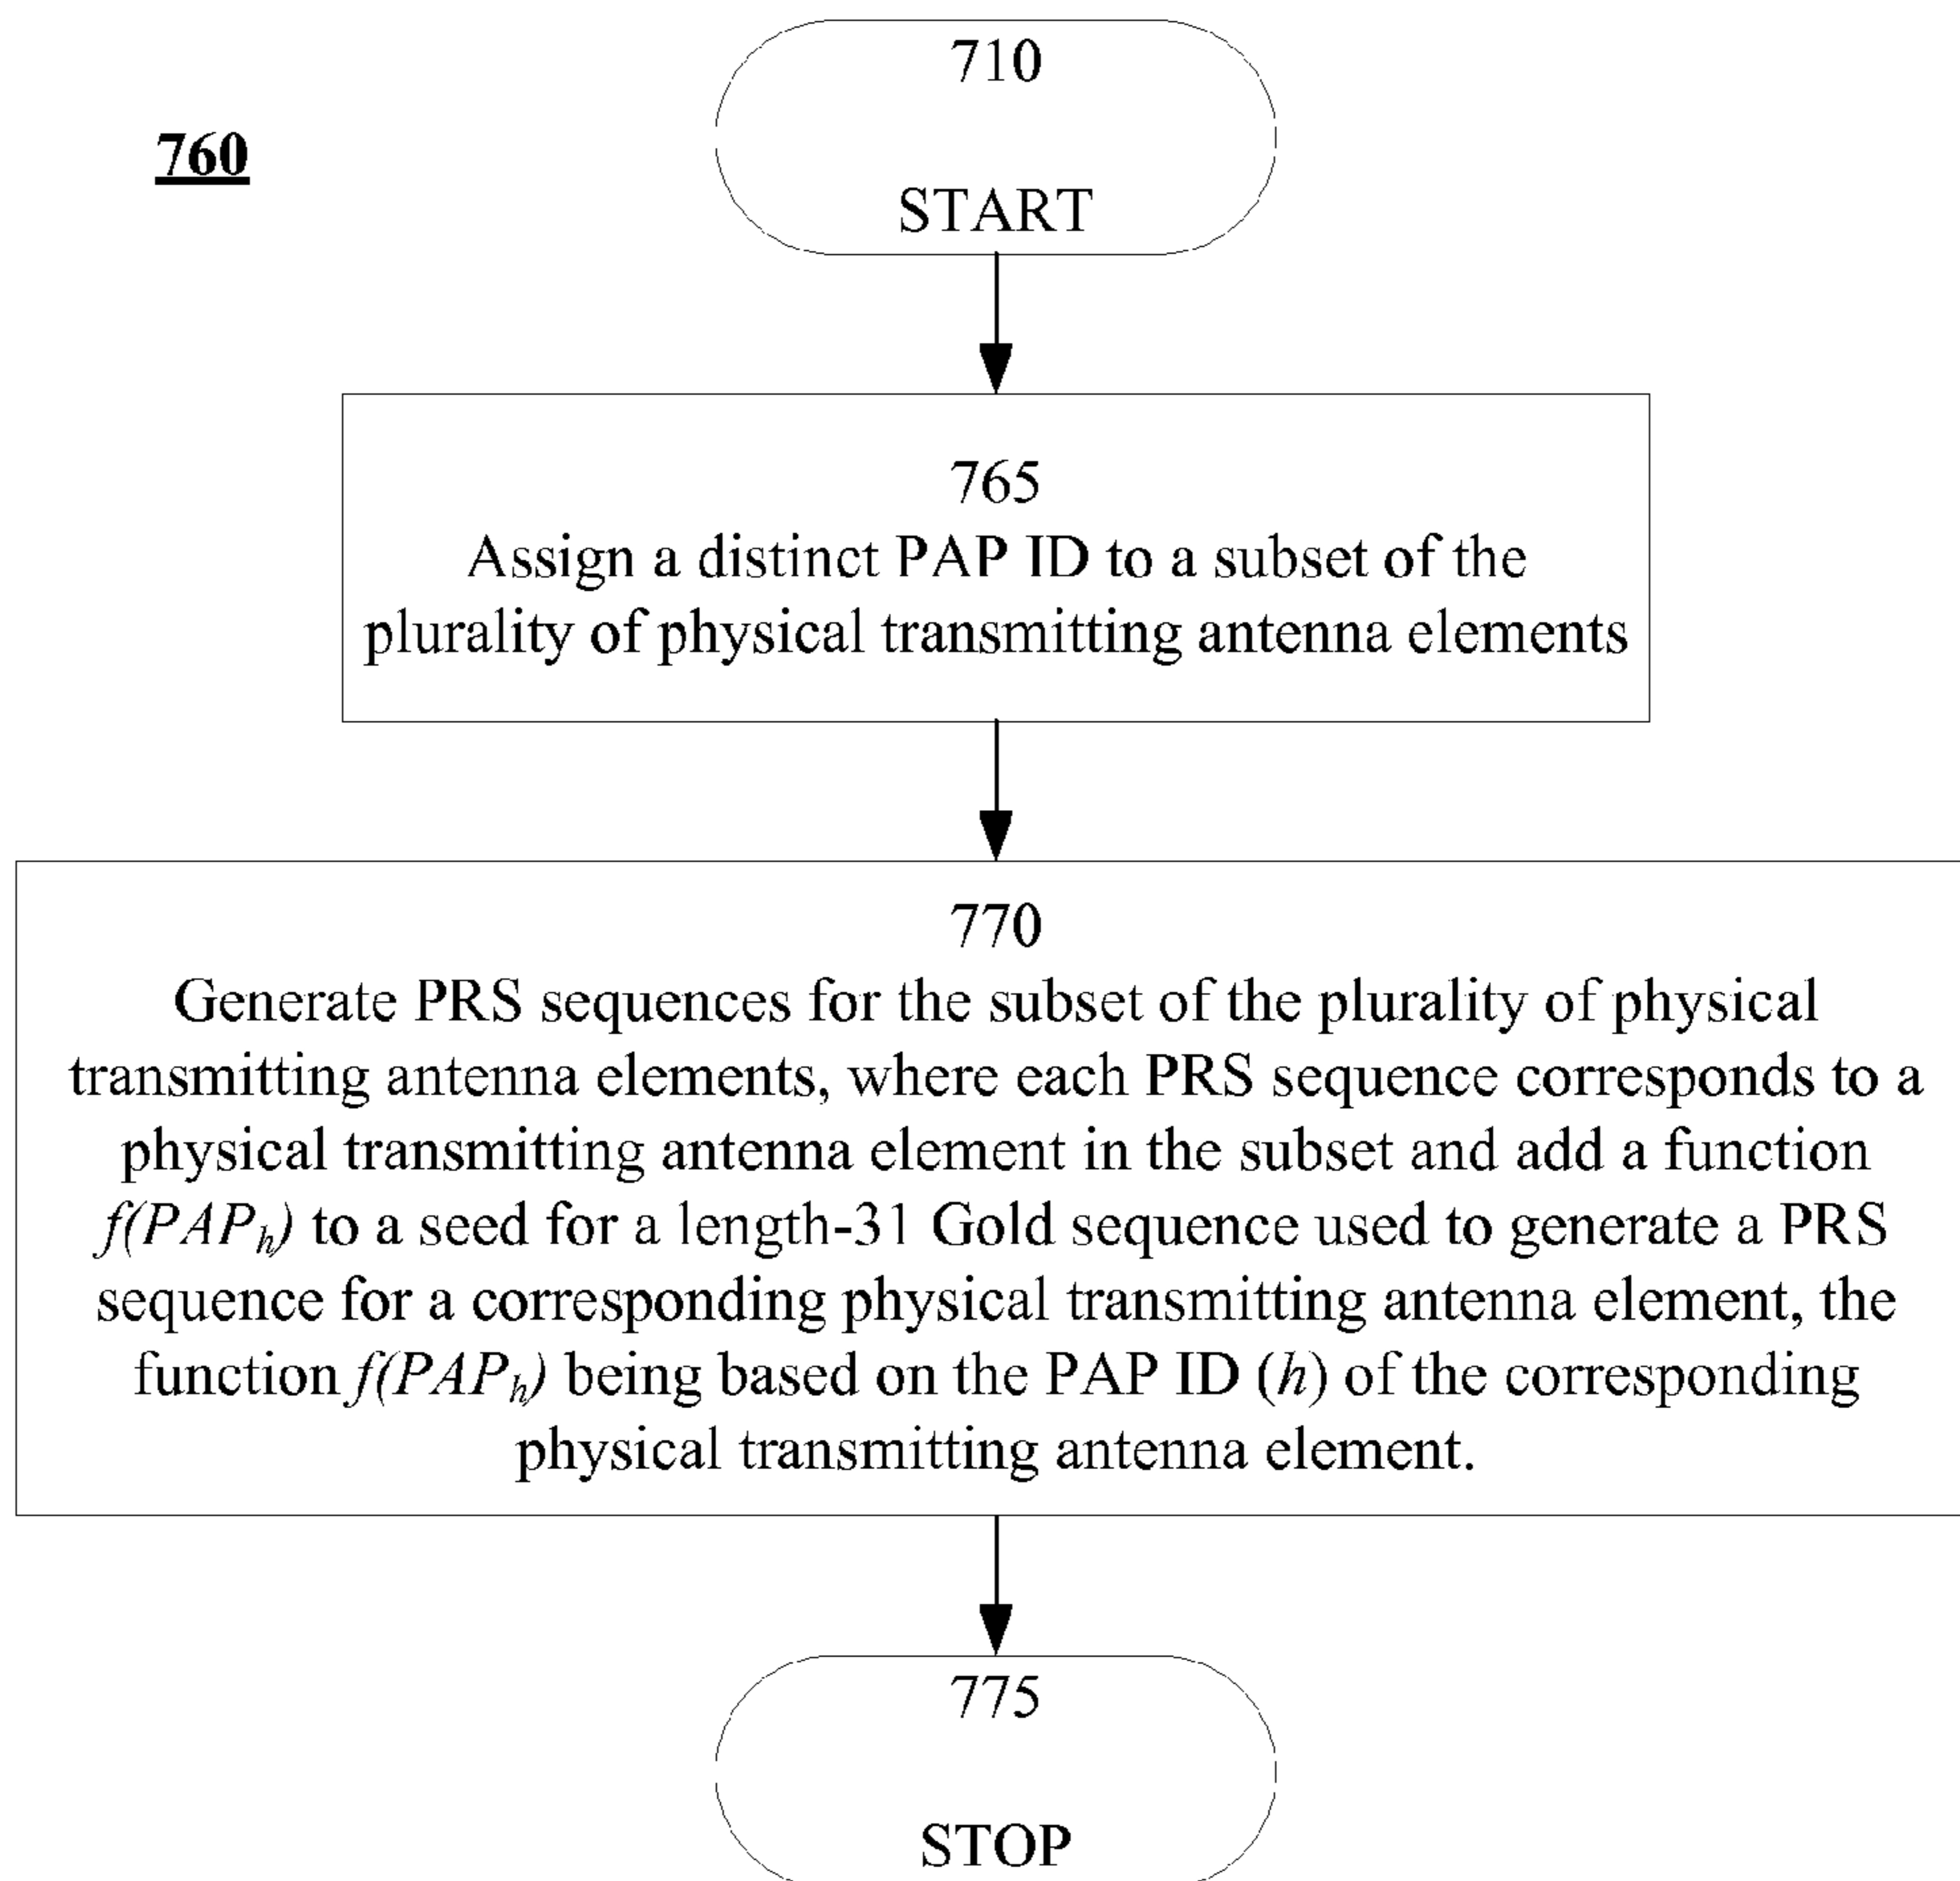 710
760
START
765
Assign a distinct PAP ID to a subset of the
plurality of physical transmitting antenna elements
770
Generate PRS sequences for the subset of the plurality of physical
transmitting antenna elements, where each PRS sequence corresponds to a
physical transmitting antenna element in the subset and add a function
f(PAPₕ) to a seed for a length-31 Gold sequence used to generate a PRS
sequence for a corresponding physical transmitting antenna element, the
function f(PAPₕ) being based on the PAP ID (h) of the corresponding
physical transmitting antenna element.
775
STOP